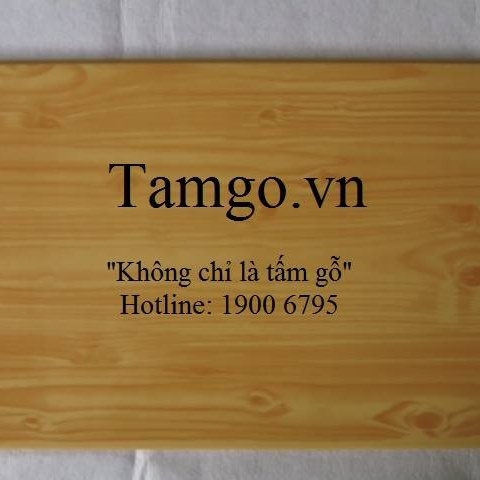 Tamgo.vn
"Không chỉ là tấm gỗ"
Hotline: 1900 6795